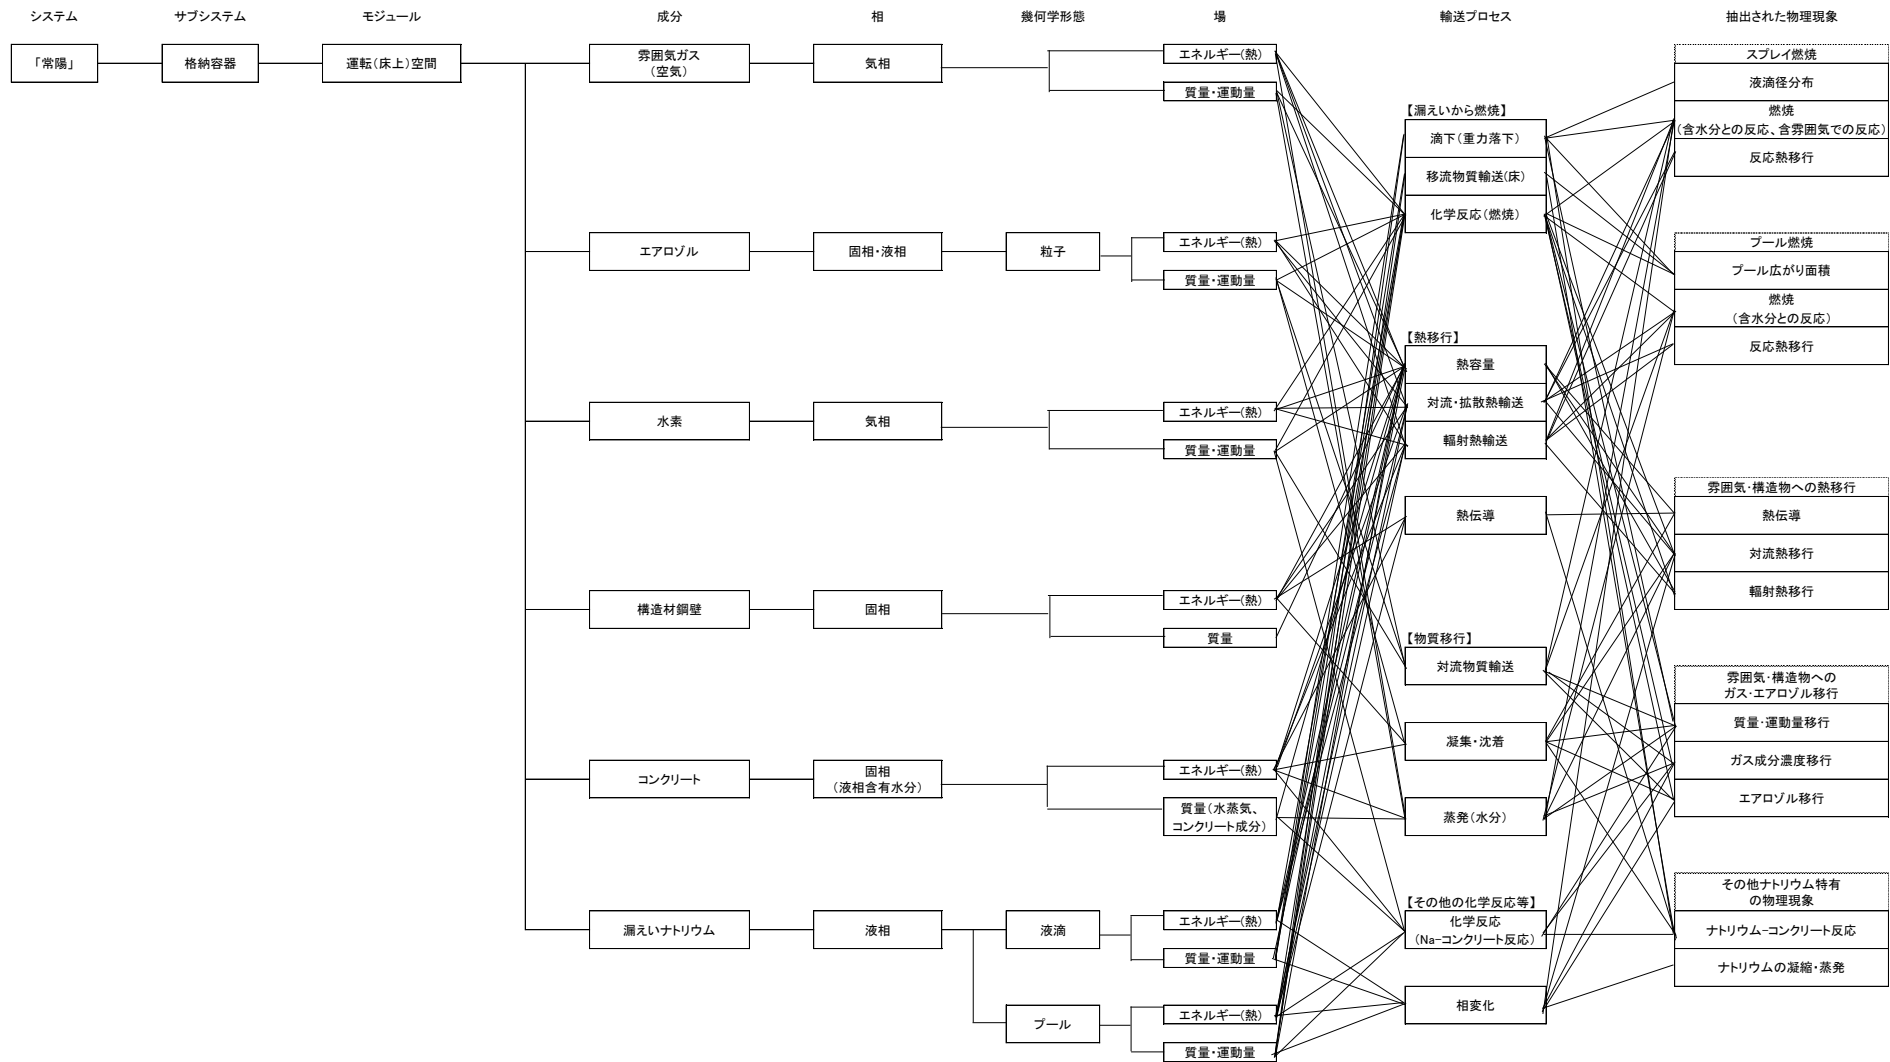 システム
サブシステム
モジュール
成分
相
幾何学形態
場
輸送プロセス
抽出された物理現象
「常陽」
格納容器
運転(床上)空間
雰囲気ガス
(空気)
気相
エネルギー(熱)
質量・運動量
エアロゾル
固相・液相
粒子
エネルギー(熱)
質量・運動量
水素
気相
エネルギー(熱)
質量・運動量
構造材鋼壁
固相
エネルギー(熱)
質量
コンクリート
固相
(液相含有水分)
エネルギー(熱)
質量(水蒸気、
コンクリート成分)
漏えいナトリウム
液相
液滴
エネルギー(熱)
質量・運動量
プール
エネルギー(熱)
質量・運動量
【漏えいから燃焼】
滴下(重力落下)
移流物質輸送(床)
化学反応(燃焼)
【熱移行】
熱容量
対流・拡散熱輸送
輻射熱輸送
熱伝導
【物質移行】
対流物質輸送
凝集・沈着
蒸発(水分)
【その他の化学反応等】
化学反応
(Na-コンクリート反応)
相変化
スプレイ燃焼
液滴径分布
燃焼
(含水分との反応、含雰囲気での反応)
反応熱移行
プール燃焼
プール広がり面積
燃焼
(含水分との反応)
反応熱移行
雰囲気・構造物への熱移行
熱伝導
対流熱移行
輻射熱移行
雰囲気・構造物への
ガス・エアロゾル移行
質量・運動量移行
ガス成分濃度移行
エアロゾル移行
その他ナトリウム特有
の物理現象
ナトリウム-コンクリート反応
ナトリウムの凝縮・蒸発